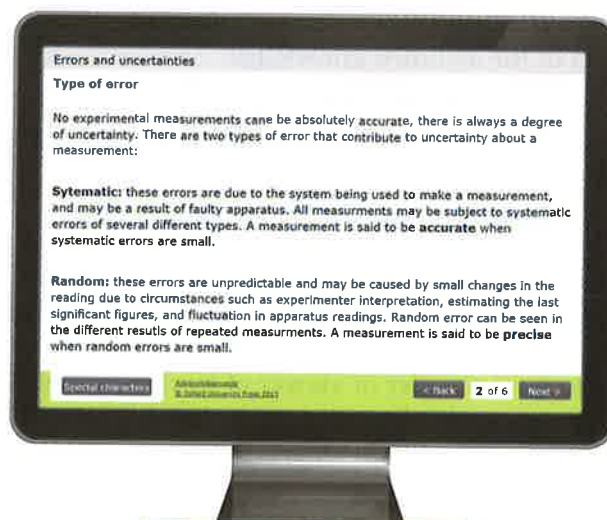 Errors and uncertainties
Type of error
No experimental measurements cane be absolutely accurate, there is always a degree
of uncertainty. There are two types of error that contribute to uncertainty about a
measurement:
Sytematic: these errors are due to the system being used to make a measurement,
and may be a result of faulty apparatus. All measurments may be subject to systematic
errors of several different types. A measurement is said to be accurate when
systematic errors are small.
Random: these errors are unpredictable and may be caused by small changes in the
reading due to circumstances such as experimenter interpretation, estimating the last
significant figures, and fluctuation in apparatus readings. Random error can be seen in
the different resutls of repeated measurments. A measurement is said to be precise
when random errors are small.
Special characters
Acknowledgements
© Oxford University Press 2013
< Back 2 of 6 Next >